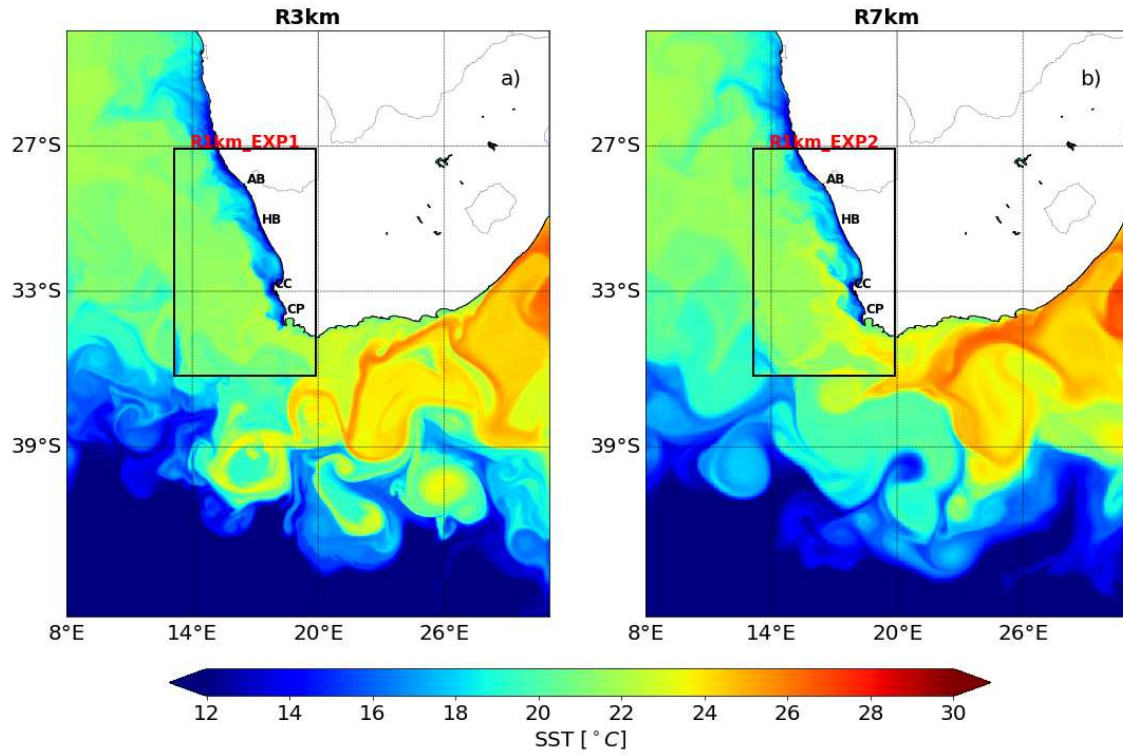 R3km
R7km
a)
b)
27°S
R1km_EXP1
27°S
R1km_EXP2
AB
AB
HB
HB
33°S
CC
33°S
CC
CP
CP
39°S
39°S
8°E 14°E 20°E 26°E
8°E 14°E 20°E 26°E
12 14 16 18 20 22 24 26 28 30
SST [°C]